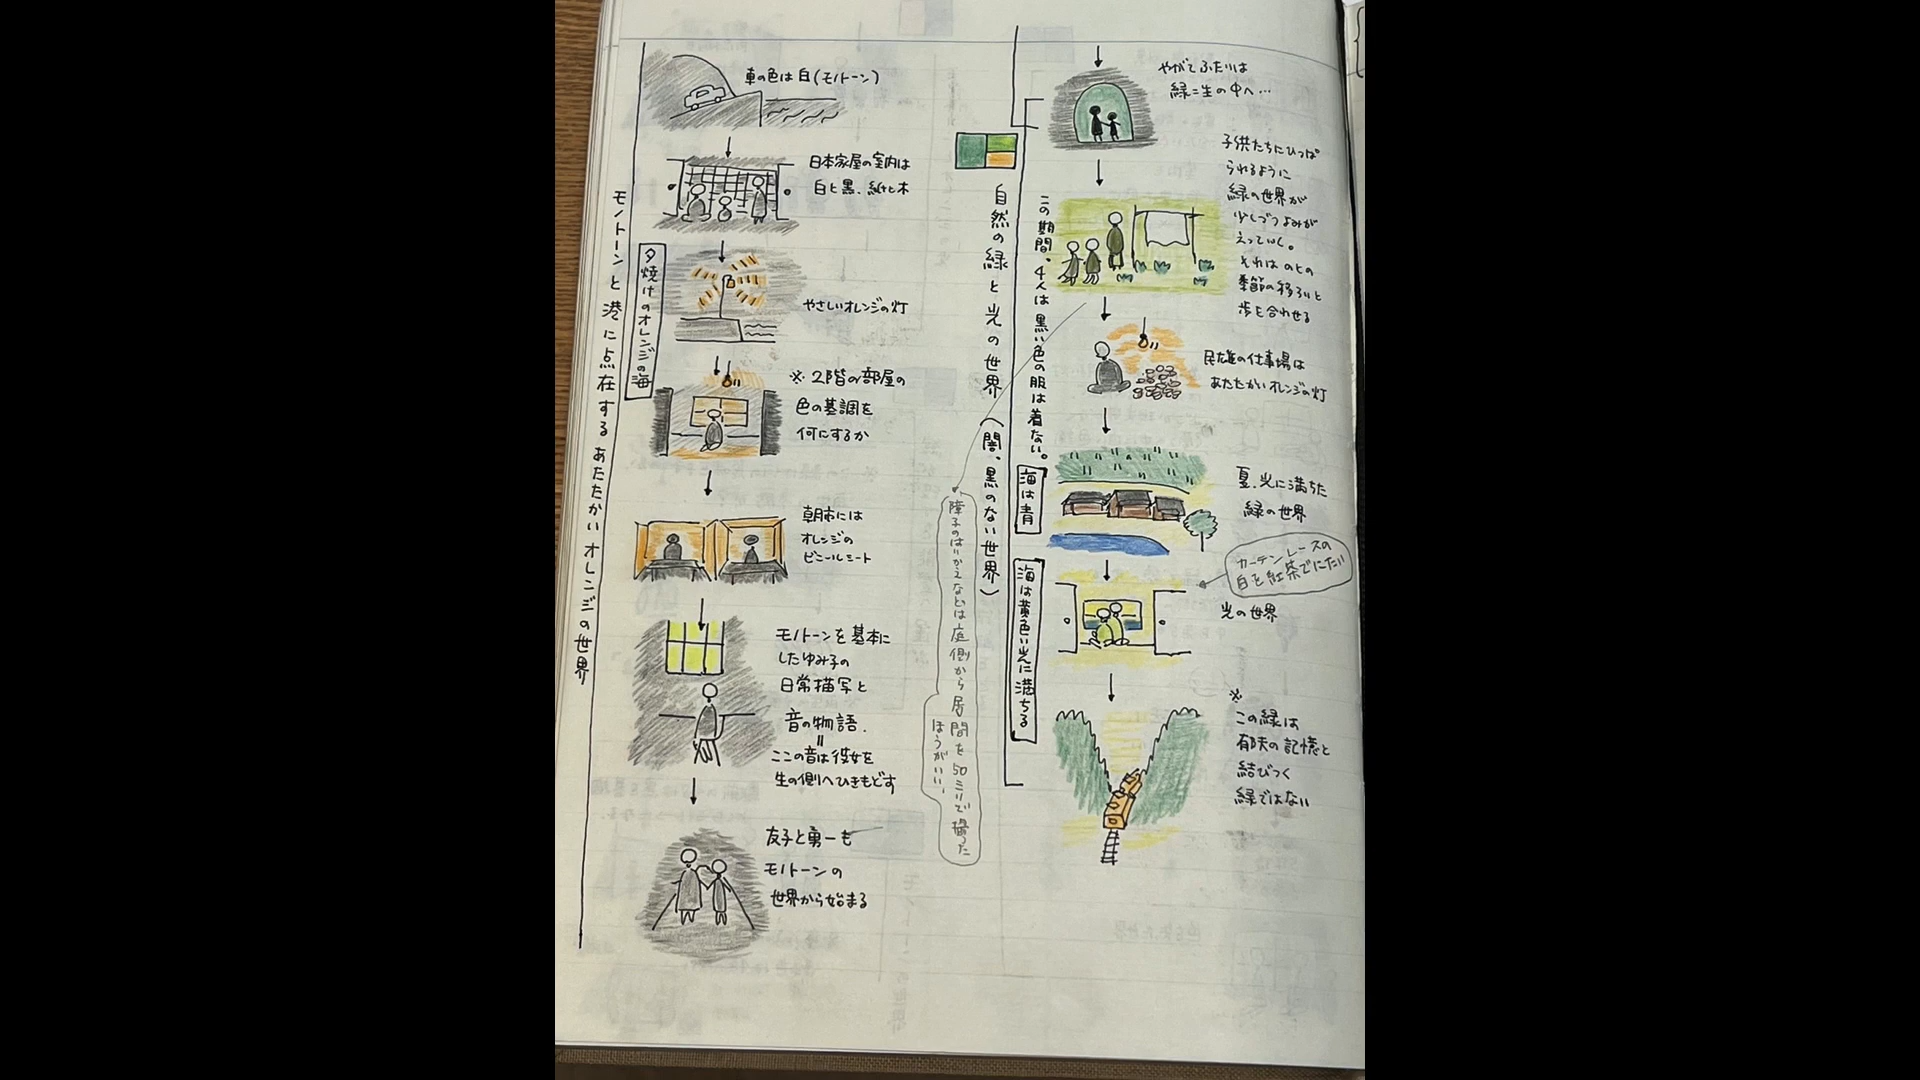 車の色は白(モノトーン)
日本家屋の室内は
白と黒、紙と木
モノトーンと港に点在するあたたかいオレンジの世界
夕焼けのオレンジの海
やさしいオレンジの灯
※2階の部屋の
色の基調を
何にするか
朝市には
オレンジの
ビニールシート
モノトーンを基本に
したゆみ子の
日常描写と
音の物語.
||
ここの音は彼女を
生の側へひきもどす
友子と勇一も
モノトーンの
世界から始まる
やがてふたりは
緑=生の中へ…
自然の緑と光の世界(闇、黒のない世界)
この期間、4人は黒い色の服は着ない。
子供たちにひっぱ
られるように
緑の世界が
少しづつよみが
えっていく。
それはのとの
季節の移ろいと
歩を合わせる
民雄の仕事場は
あたたかいオレンジの灯
海は青
夏、光に満ちた
緑の世界
カーテンレースの
白を紅茶でにたい
光の世界
海は黄色い光に満ちる
障子のはりかえなどは庭側から居間を50ミリで撮った
ほうがいい、
※
この緑は
郁夫の記憶と
結びつく
緑ではない